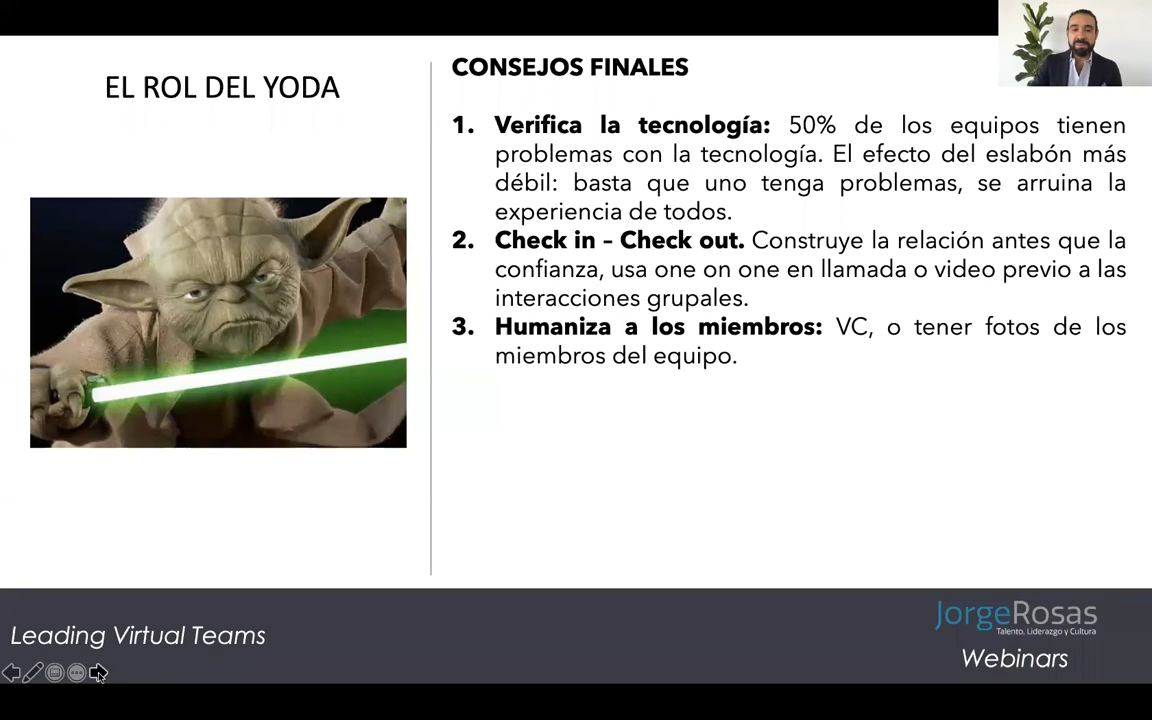 EL ROL DEL YODA
CONSEJOS FINALES
1. Verifica la tecnología: 50% de los equipos tienen
problemas con la tecnología. El efecto del eslabón más
débil: basta que uno tenga problemas, se arruina la
experiencia de todos.
2. Check in – Check out. Construye la relación antes que la
confianza, usa one on one en llamada o video previo a las
interacciones grupales.
3. Humaniza a los miembros: VC, o tener fotos de los
miembros del equipo.
Leading Virtual Teams
JorgeRosas
Talento, Liderazgo y Cultura
Webinars